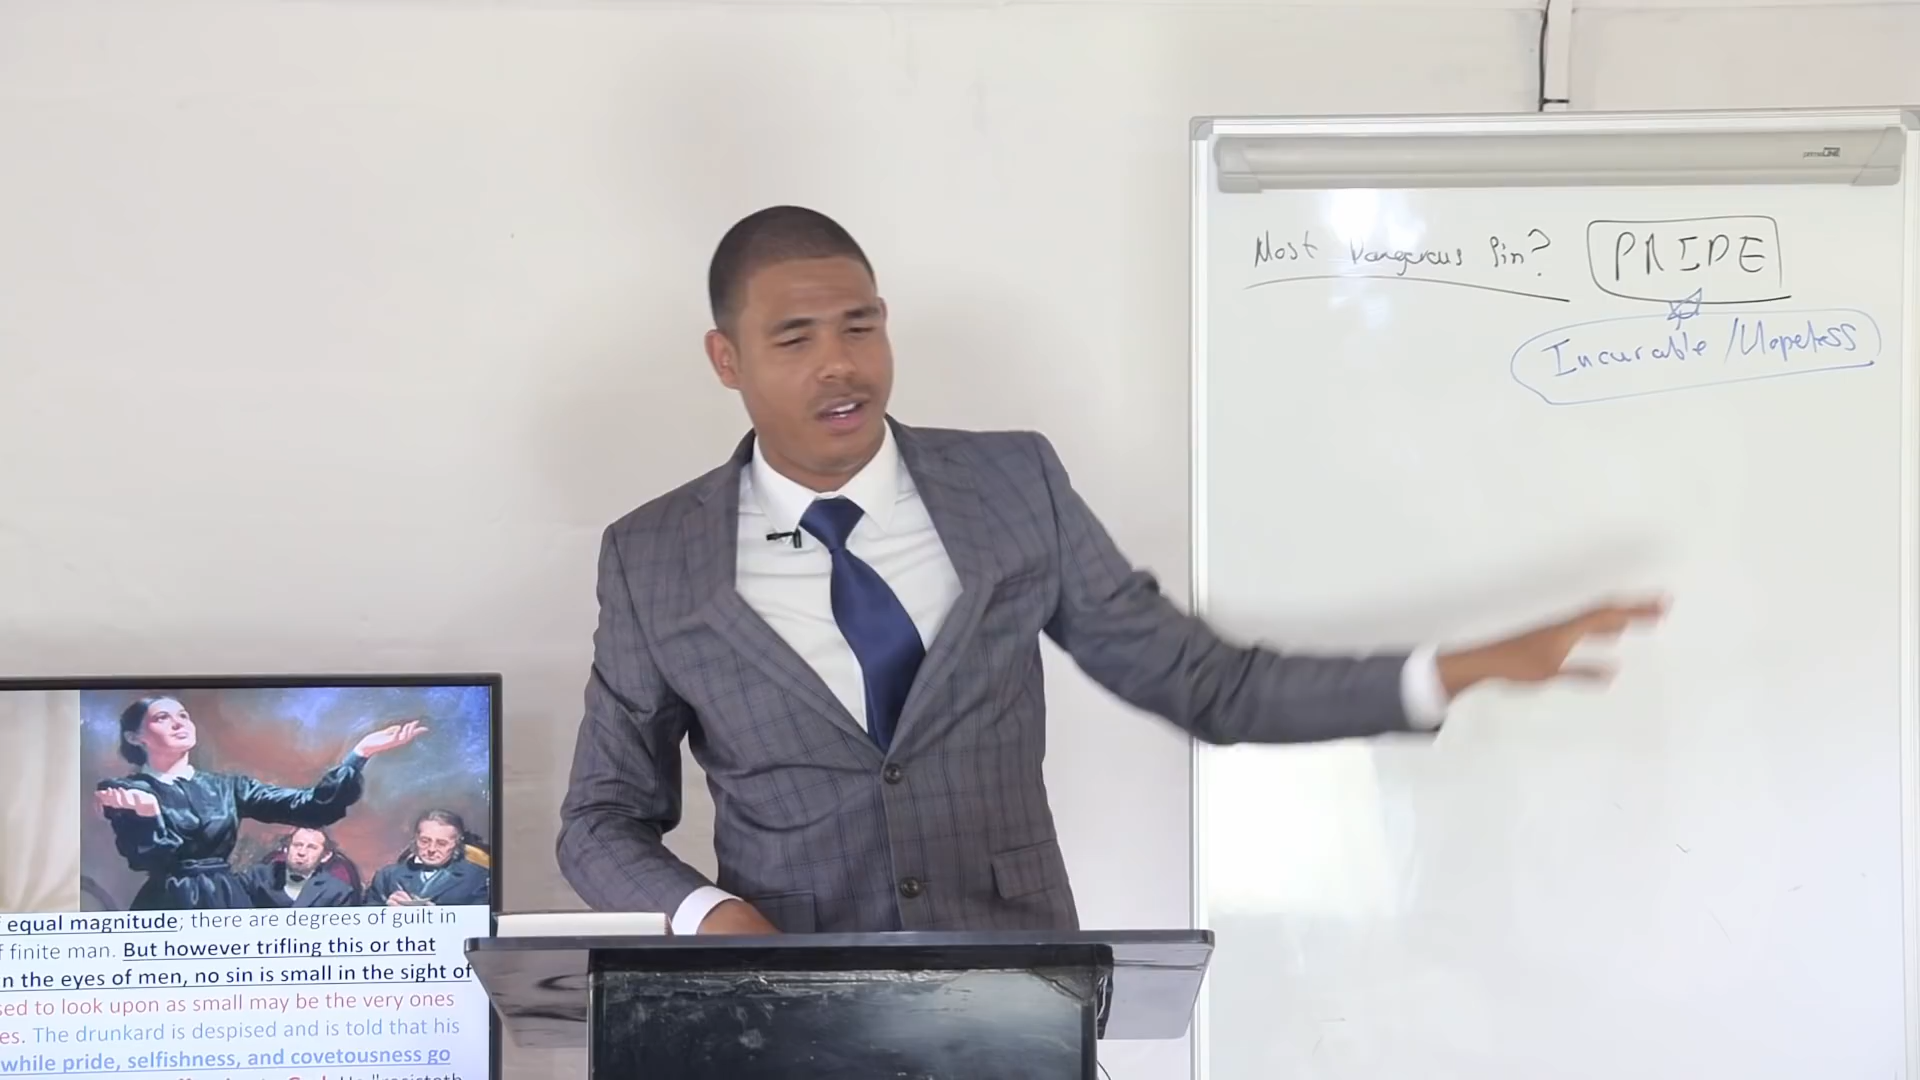 Most Dangerous Sin? PRIDE
Incurable / Hopeless
f equal magnitude; there are degrees of guilt in
f finite man. But however trifling this or that
n the eyes of men, no sin is small in the sight of
sed to look upon as small may be the very ones
es. The drunkard is despised and is told that his
while pride, selfishness, and covetousness go